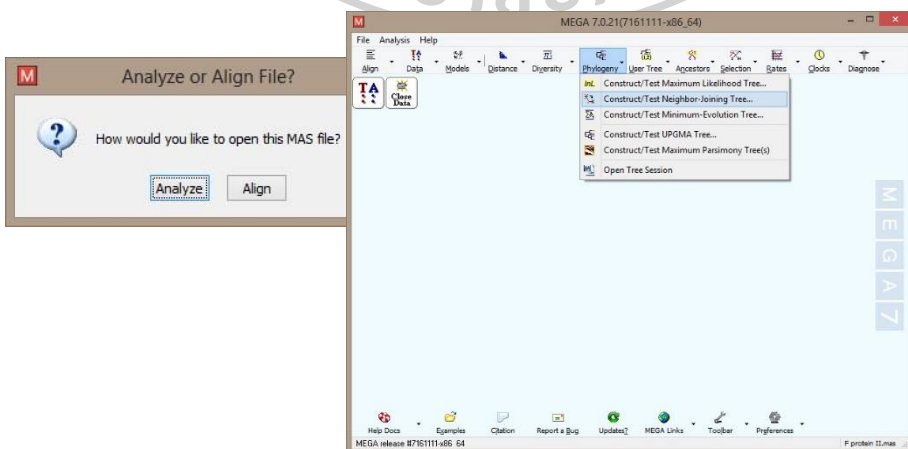 M Analyze or Align File?
How would you like to open this MAS file?
Analyze Align
M MEGA 7.0.21(7161111-x86_64)
File Analysis Help
Align Data Models Distance Diversity Phylogeny User Tree Ancestors Selection Rates Clocks Diagnose
TA Close Data
Construct/Test Maximum Likelihood Tree...
Construct/Test Neighbor-Joining Tree...
Construct/Test Minimum-Evolution Tree...
Construct/Test UPGMA Tree...
Construct/Test Maximum Parsimony Tree(s)
Open Tree Session
MEGA 7
Help Docs Examples Citation Report a Bug Updates? MEGA Links Toolbar Preferences
MEGA release #7161111-x86_64 F protein II.mas